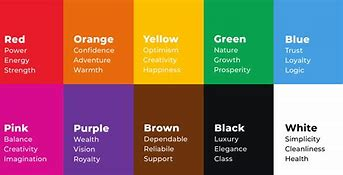 Red
Power
Energy
Strength
Orange
Confidence
Adventure
Warmth
Yellow
Optimism
Creativity
Happiness
Green
Nature
Growth
Prosperity
Blue
Trust
Loyalty
Logic
Pink
Balance
Creativity
Imagination
Purple
Wealth
Vision
Royalty
Brown
Dependable
Reliable
Support
Black
Luxury
Elegance
Class
White
Simplicity
Cleanliness
Health